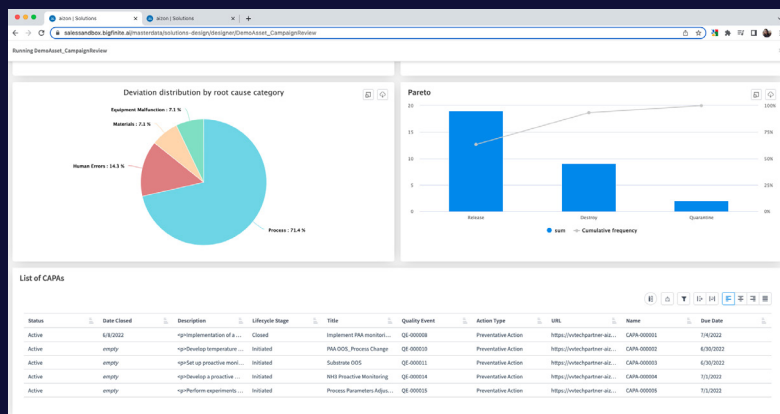 aizon | Solutions
aizon | Solutions
salessandbox.bigfinite.ai/masterdata/solutions-design/designer/DemoAsset_CampaignReview
Running DemoAsset_CampaignReview
Deviation distribution by root cause category
Equipment Malfunction : 7.1 %
Materials : 7.1 %
Human Errors : 14.3 %
Process : 71.4 %
Pareto
20 100%
75%
10 50%
5 25%
0 0%
Release Destroy Quarantine
sum Cumulative frequency
List of CAPAs
Status Date Closed Description Lifecycle Stage Title Quality Event Action Type URL Name Due Date
Active 6/8/2022 <p>Implementation of a ... Closed Implement PAA monitori... QE-000008 Preventative Action https://vvtechpartner-aiz... CAPA-000001 7/4/2022
Active empty <p>Develop temperature ... Initiated PAA OOS_Process Change QE-000010 Preventative Action https://vvtechpartner-aiz... CAPA-000002 6/30/2022
Active empty <p>Set up proactive moni... Initiated Substrate OOS QE-000011 Preventative Action https://vvtechpartner-aiz... CAPA-000003 6/30/2022
Active empty <p>Develop a proactive ... Initiated NH3 Proactive Monitoring QE-000014 Preventative Action https://vvtechpartner-aiz... CAPA-000004 7/1/2022
Active empty <p>Perform experiments ... Initiated Process Parameters Adjus... QE-000015 Preventative Action https://vvtechpartner-aiz... CAPA-000005 7/1/2022